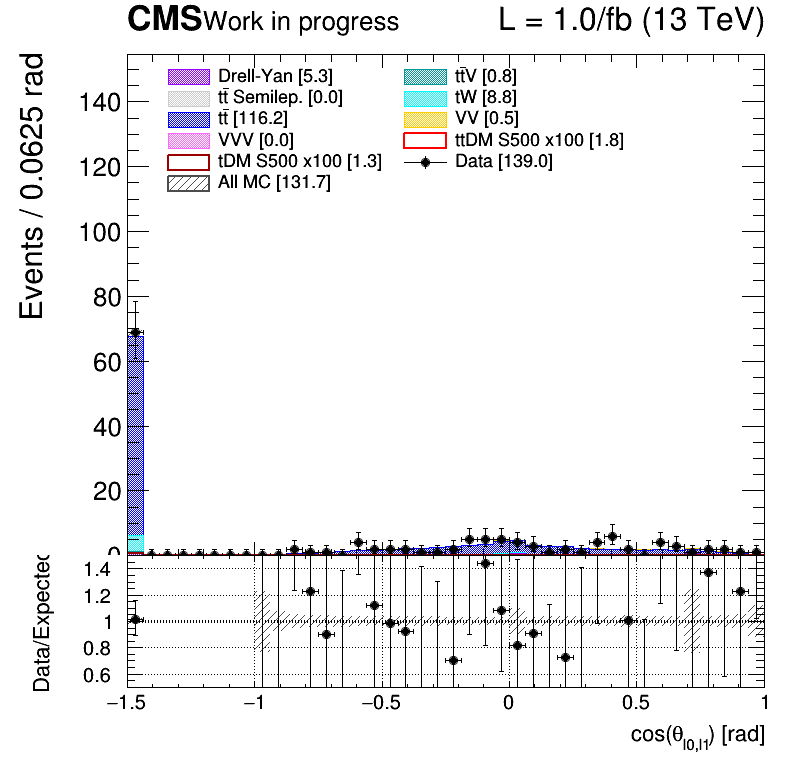 CMS Work in progress L = 1.0/fb (13 TeV)
Events / 0.0625 rad
Drell-Yan [5.3] tt̄V [0.8]
tt̄ Semilep. [0.0] tW [8.8]
tt̄ [116.2] VV [0.5]
VVV [0.0] ttDM S500 x100 [1.8]
tDM S500 x100 [1.3] Data [139.0]
All MC [131.7]
140
120
100
80
60
40
20
0
Data/Expected
1.4
1.2
1
0.8
0.6
−1.5 −1 −0.5 0 0.5 1
cos(θl0,l1) [rad]